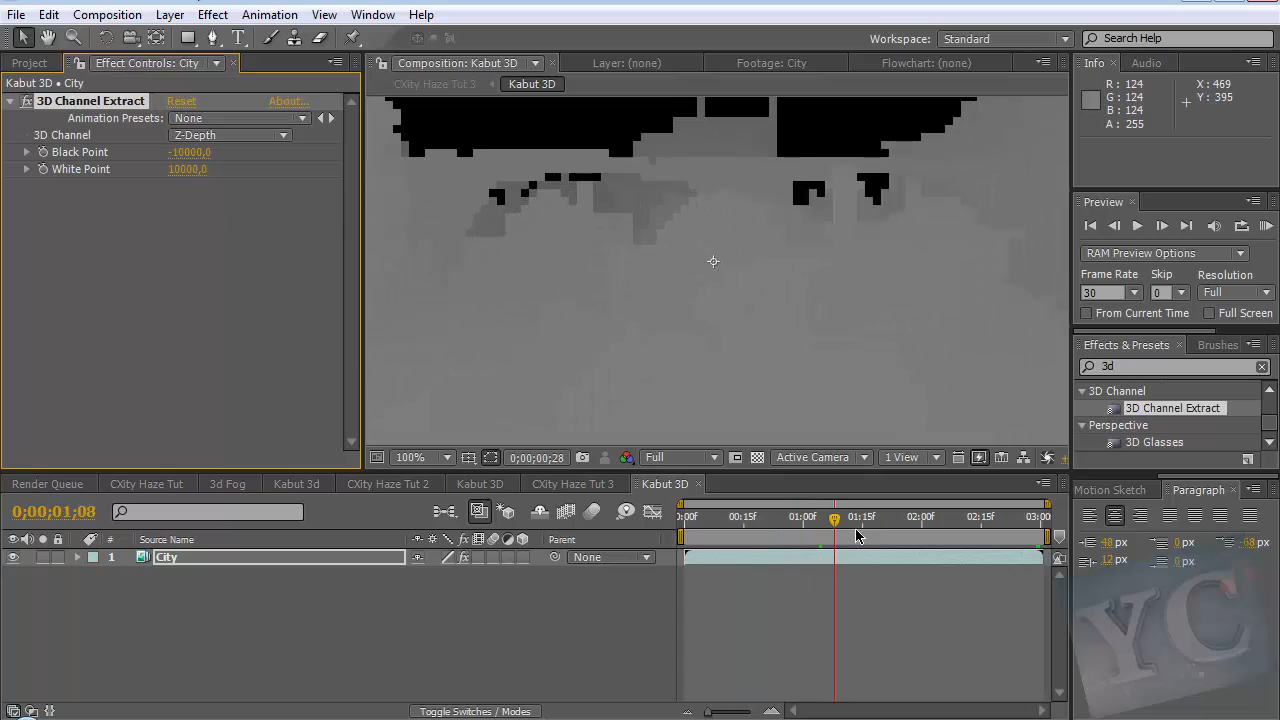 File Edit Composition Layer Effect Animation View Window Help
Workspace: Standard Search Help
Project Effect Controls: City
Kabut 3D • City
fx 3D Channel Extract Reset About...
Animation Presets: None
3D Channel Z-Depth
Black Point -10000,0
White Point 10000,0
Composition: Kabut 3D Layer: (none) Footage: City Flowchart: (none)
CXity Haze Tut 3 Kabut 3D
100% 0;00;00;28 Full Active Camera 1 View
Info Audio
R: 124 X: 469
G: 124 Y: 395
B: 124
A: 255
Preview
RAM Preview Options
Frame Rate Skip Resolution
30 0 Full
From Current Time Full Screen
Effects & Presets Brushes
3d
3D Channel
3D Channel Extract
Perspective
3D Glasses
Render Queue CXity Haze Tut 3d Fog Kabut 3d CXity Haze Tut 2 Kabut 3D CXity Haze Tut 3 Kabut 3D
0;00;01;08
0:00f 00:15f 01:00f 01:15f 02:00f 02:15f 03:00
# Source Name Parent
1 City fx None
Toggle Switches / Modes
Motion Sketch Paragraph
48 px 0 px -68 px
12 px 0 px
YC